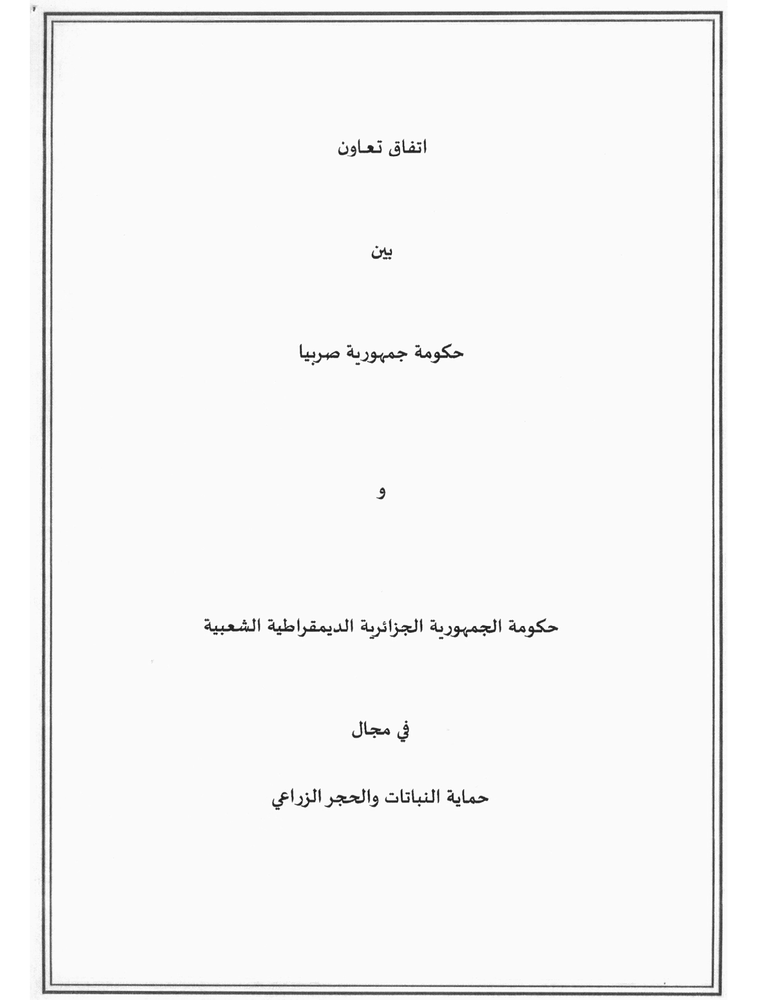 اتفاق تعاون
بين
حكومة جمهورية صربيا
و
حكومة الجمهورية الجزائرية الديمقراطية الشعبية
في مجال
حماية النباتات والحجر الزراعي